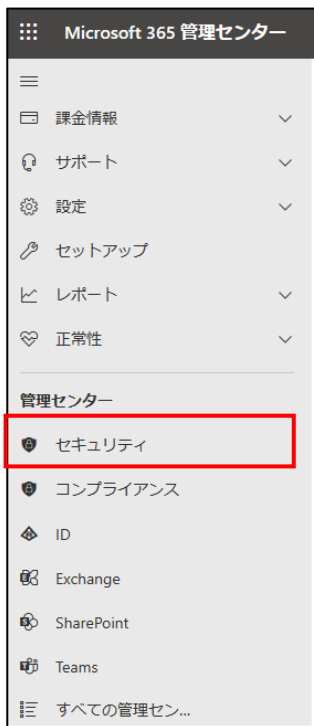 Microsoft 365 管理センター
課金情報
サポート
設定
セットアップ
レポート
正常性
管理センター
セキュリティ
コンプライアンス
ID
Exchange
SharePoint
Teams
すべての管理セン...